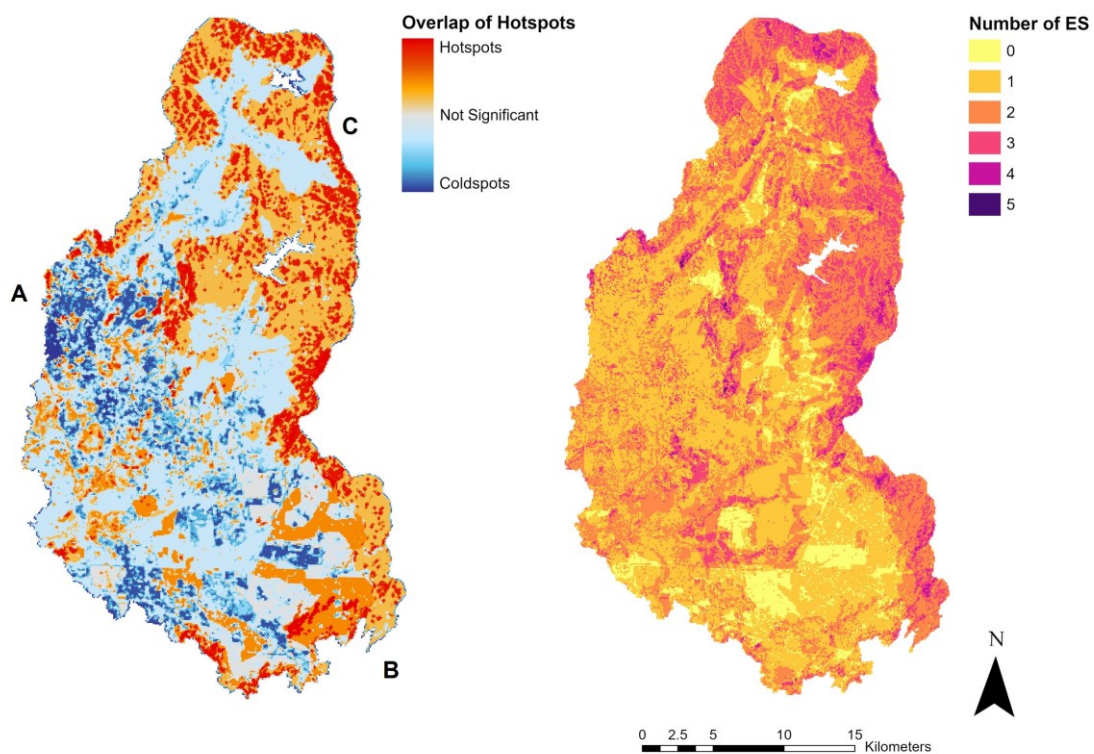 Overlap of Hotspots
Hotspots
Not Significant
Coldspots
A
C
B
Number of ES
0
1
2
3
4
5
N
0 2.5 5 10 15
Kilometers